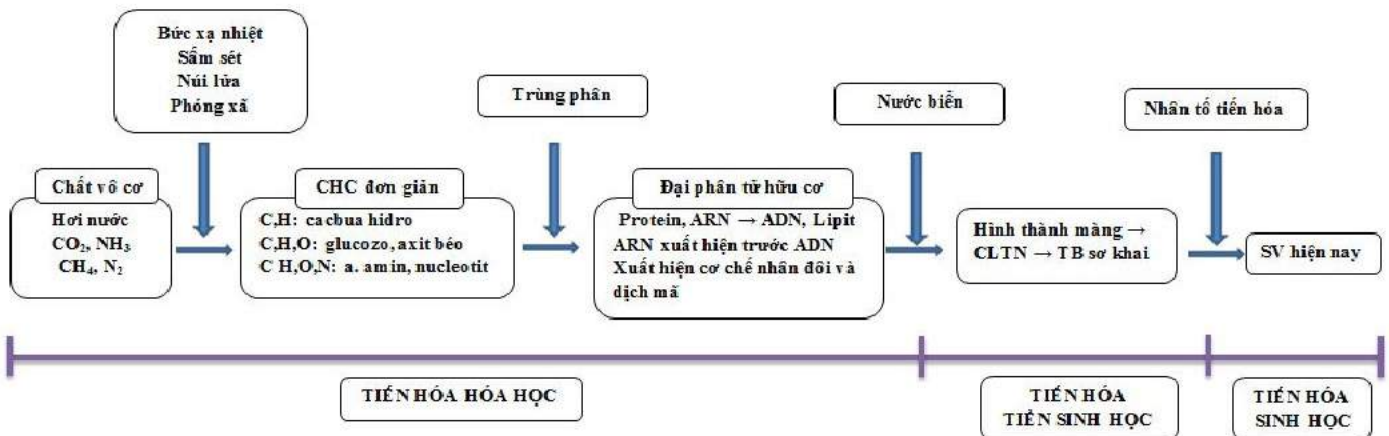 Bức xạ nhiệt
Sấm sét
Núi lửa
Phóng xã
Trùng phân
Nước biển
Nhân tố tiến hóa
Chất vô cơ
Hơi nước
CO₂, NH₃
CH₄, N₂
CHC đơn giản
C,H: cacbua hidro
C,H,O: glucozo, axit béo
C H,O,N: a. amin, nucleotit
Đại phân tử hữu cơ
Protein, ARN → ADN, Lipit
ARN xuất hiện trước ADN
Xuất hiện cơ chế nhân đôi và
dịch mã
Hình thành màng →
CLTN → TB sơ khai
SV hiện nay
TIẾN HÓA HÓA HỌC
TIẾN HÓA
TIỀN SINH HỌC
TIẾN HÓA
SINH HỌC